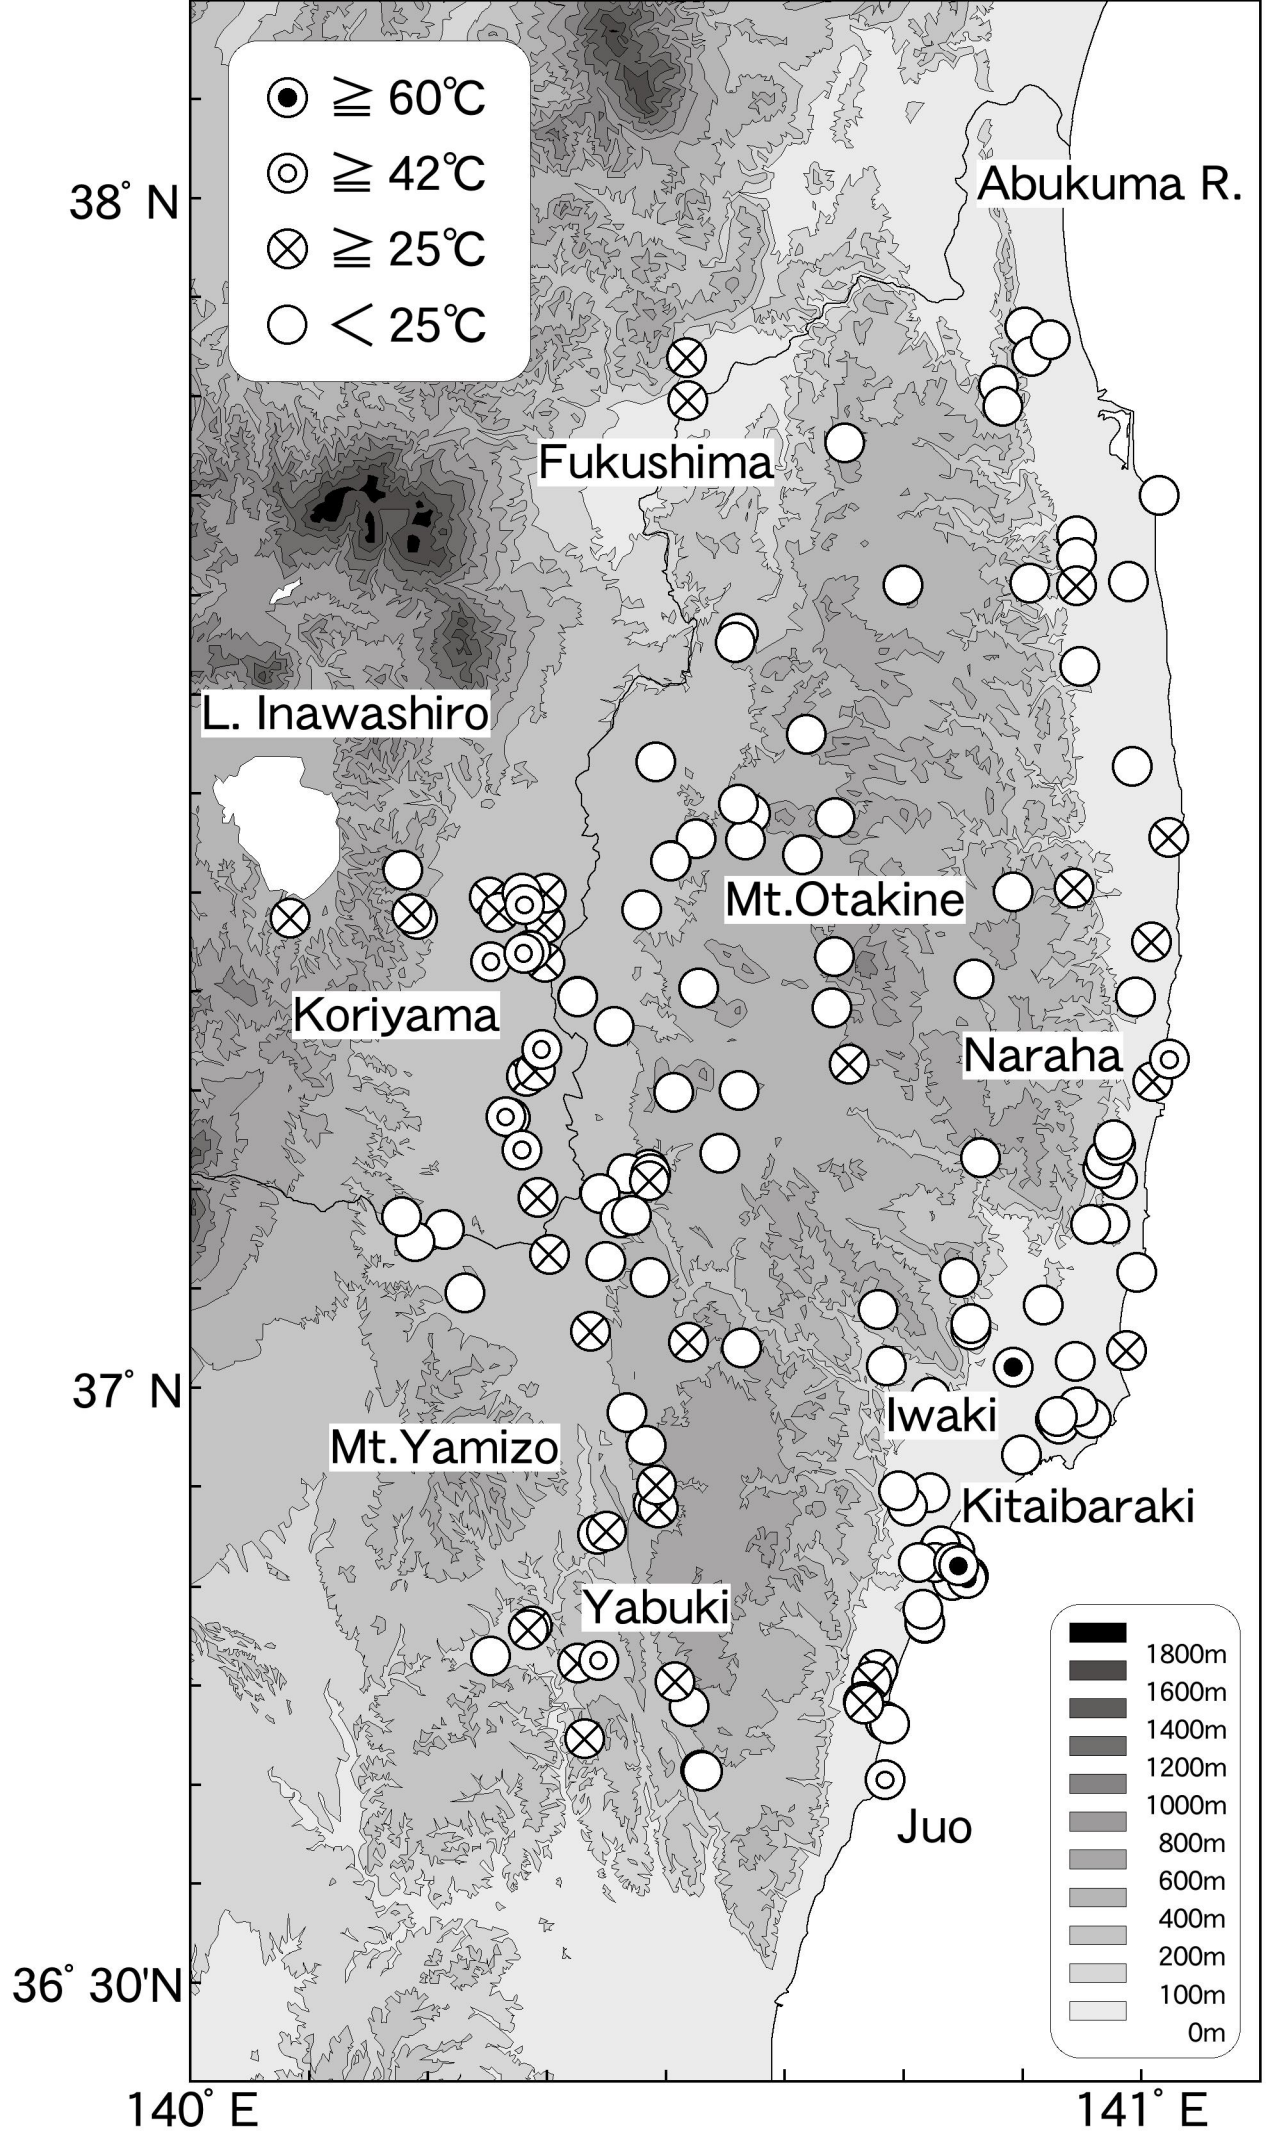 ≧ 60℃
≧ 42℃
≧ 25℃
< 25℃
38° N
Abukuma R.
Fukushima
L. Inawashiro
Mt.Otakine
Koriyama
Naraha
37° N
Iwaki
Mt.Yamizo
Kitaibaraki
Yabuki
Juo
1800m
1600m
1400m
1200m
1000m
800m
600m
400m
200m
100m
0m
36° 30'N
140° E
141° E